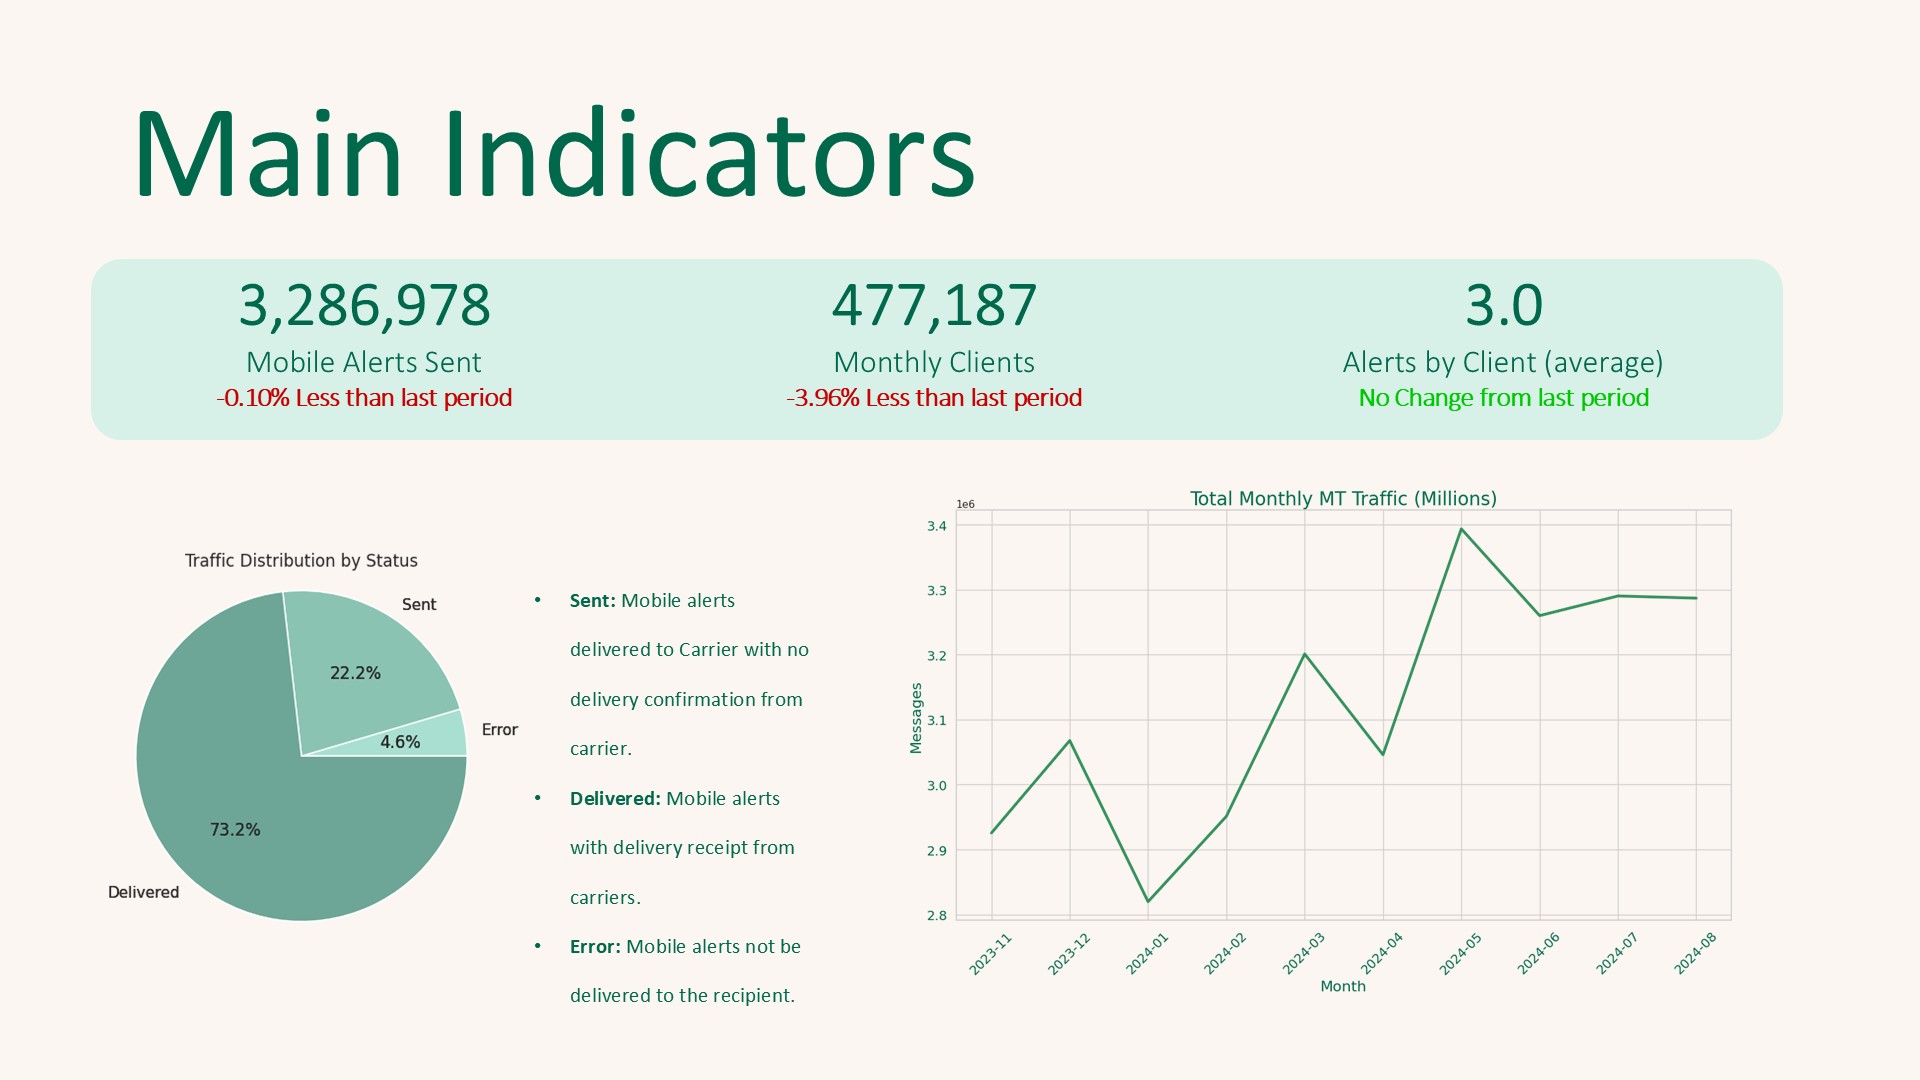 Main Indicators
3,286,978
Mobile Alerts Sent
-0.10% Less than last period
477,187
Monthly Clients
-3.96% Less than last period
3.0
Alerts by Client (average)
No Change from last period
Traffic Distribution by Status
Sent
22.2%
Error
4.6%
73.2%
Delivered
• Sent: Mobile alerts
delivered to Carrier with no
delivery confirmation from
carrier.
• Delivered: Mobile alerts
with delivery receipt from
carriers.
• Error: Mobile alerts not be
delivered to the recipient.
Total Monthly MT Traffic (Millions)
1e6
3.4
3.3
3.2
3.1
3.0
2.9
2.8
Messages
2023-11
2023-12
2024-01
2024-02
2024-03
2024-04
2024-05
2024-06
2024-07
2024-08
Month